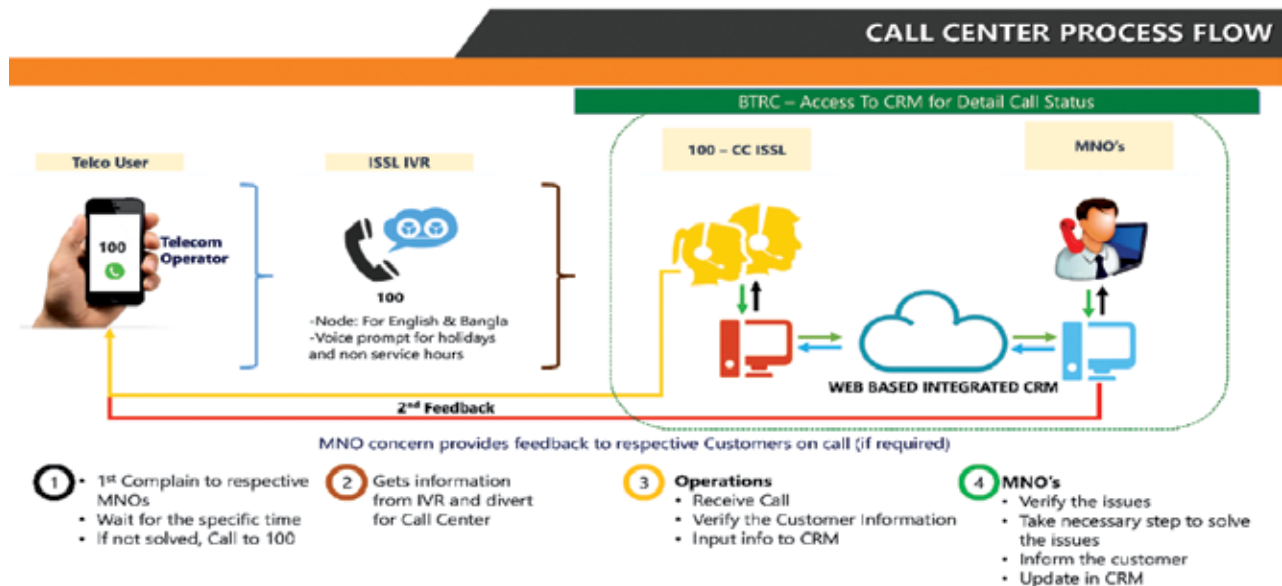 CALL CENTER PROCESS FLOW
BTRC – Access To CRM for Detail Call Status
Telco User
ISSL IVR
100 – CC ISSL
MNO's
100
Telecom
Operator
100
-Node: For English & Bangla
-Voice prompt for holidays
and non service hours
WEB BASED INTEGRATED CRM
2nd Feedback
MNO concern provides feedback to respective Customers on call (if required)
1
• 1st Complain to respective
MNOs
• Wait for the specific time
• If not solved, Call to 100
2
Gets information
from IVR and divert
for Call Center
3
Operations
• Receive Call
• Verify the Customer Information
• Input info to CRM
4
MNO's
• Verify the issues
• Take necessary step to solve
the issues
• Inform the customer
• Update in CRM